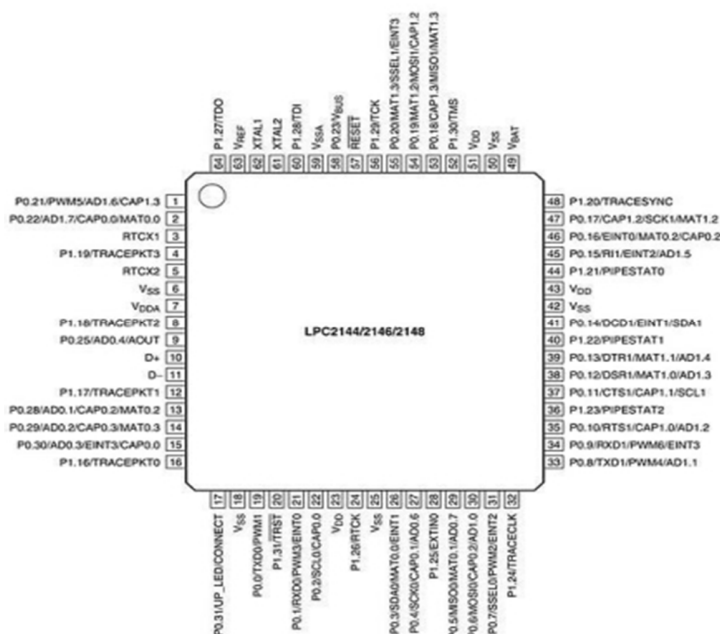 P1.27/TDO
VREF
XTAL1
XTAL2
P1.28/TDI
VSSA
P0.23/VBUS
RESET
P1.29/TCK
P0.20/MAT1.3/SSEL1/EINT3
P0.19/MAT1.2/MOSI1/CAP1.2
P0.18/CAP1.3/MISO1/MAT1.3
P1.30/TMS
VDD
VSS
VBAT
64 63 62 61 60 59 58 57 56 55 54 53 52 51 50 49
P0.21/PWM5/AD1.6/CAP1.3 1
P0.22/AD1.7/CAP0.0/MAT0.0 2
RTCX1 3
P1.19/TRACEPKT3 4
RTCX2 5
VSS 6
VDDA 7
P1.18/TRACEPKT2 8
P0.25/AD0.4/AOUT 9
D+ 10
D− 11
P1.17/TRACEPKT1 12
P0.28/AD0.1/CAP0.2/MAT0.2 13
P0.29/AD0.2/CAP0.3/MAT0.3 14
P0.30/AD0.3/EINT3/CAP0.0 15
P1.16/TRACEPKT0 16
LPC2144/2146/2148
48 P1.20/TRACESYNC
47 P0.17/CAP1.2/SCK1/MAT1.2
46 P0.16/EINT0/MAT0.2/CAP0.2
45 P0.15/RI1/EINT2/AD1.5
44 P1.21/PIPESTAT0
43 VDD
42 VSS
41 P0.14/DCD1/EINT1/SDA1
40 P1.22/PIPESTAT1
39 P0.13/DTR1/MAT1.1/AD1.4
38 P0.12/DSR1/MAT1.0/AD1.3
37 P0.11/CTS1/CAP1.1/SCL1
36 P1.23/PIPESTAT2
35 P0.10/RTS1/CAP1.0/AD1.2
34 P0.9/RXD1/PWM6/EINT3
33 P0.8/TXD1/PWM4/AD1.1
17 18 19 20 21 22 23 24 25 26 27 28 29 30 31 32
P0.31/UP_LED/CONNECT
VSS
P0.0/TXD0/PWM1
P1.31/TRST
P0.1/RXD0/PWM3/EINT0
P0.2/SCL0/CAP0.0
VDD
P1.26/RTCK
VSS
P0.3/SDA0/MAT0.0/EINT1
P0.4/SCK0/CAP0.1/AD0.6
P1.25/EXTIN0
P0.5/MISO0/MAT0.1/AD0.7
P0.6/MOSI0/CAP0.2/AD1.0
P0.7/SSEL0/PWM2/EINT2
P1.24/TRACECLK